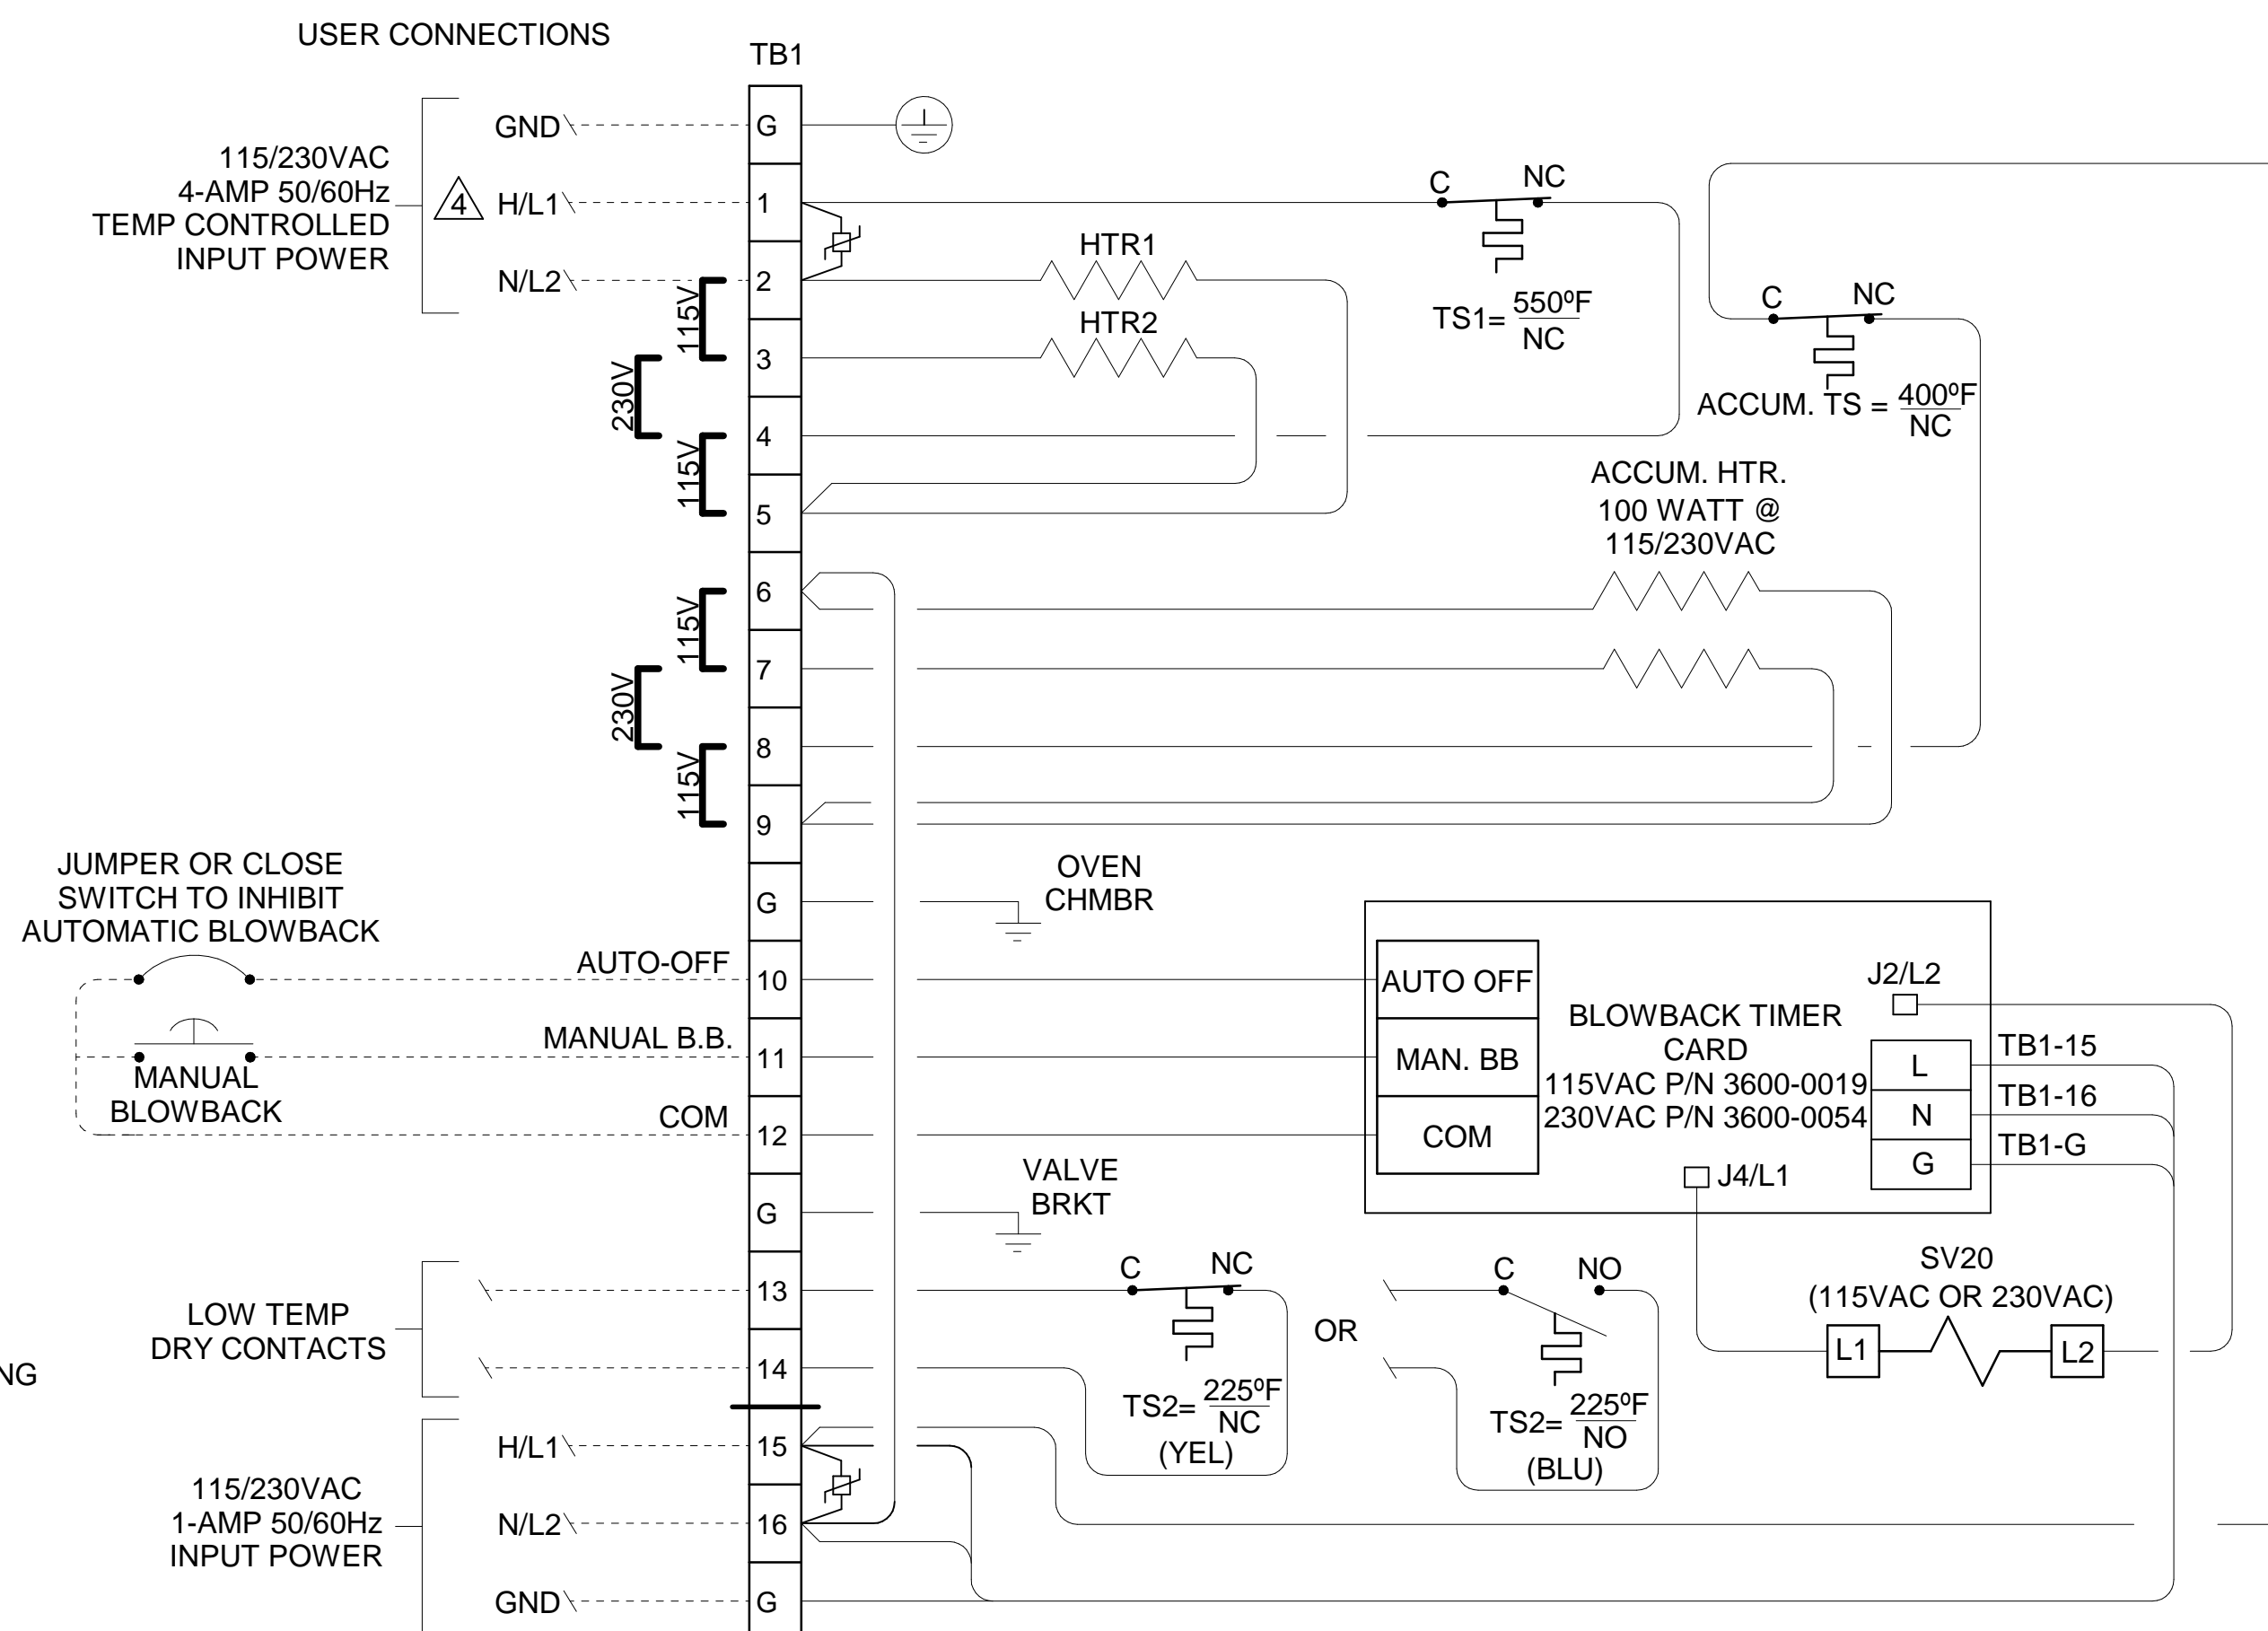 USER CONNECTIONS
TB1
115/230VAC
4-AMP 50/60Hz
TEMP CONTROLLED
INPUT POWER
4
GND
H/L1
N/L2
G
1
2
3
4
5
6
7
8
9
G
10
11
12
G
13
14
15
16
G
115V
230V
115V
115V
230V
115V
HTR1
HTR2
C NC
TS1= 550ºF
NC
C NC
ACCUM. TS = 400ºF
NC
ACCUM. HTR.
100 WATT @
115/230VAC
JUMPER OR CLOSE
SWITCH TO INHIBIT
AUTOMATIC BLOWBACK
AUTO-OFF
MANUAL B.B.
MANUAL
BLOWBACK
COM
OVEN
CHMBR
VALVE
BRKT
AUTO OFF
MAN. BB
COM
BLOWBACK TIMER
CARD
115VAC P/N 3600-0019
230VAC P/N 3600-0054
J2/L2
J4/L1
L
N
G
TB1-15
TB1-16
TB1-G
SV20
(115VAC OR 230VAC)
L1
L2
LOW TEMP
DRY CONTACTS
C NC
TS2= 225ºF
NC
(YEL)
OR
C NO
TS2= 225ºF
NO
(BLU)
NG
115/230VAC
1-AMP 50/60Hz
INPUT POWER
H/L1
N/L2
GND